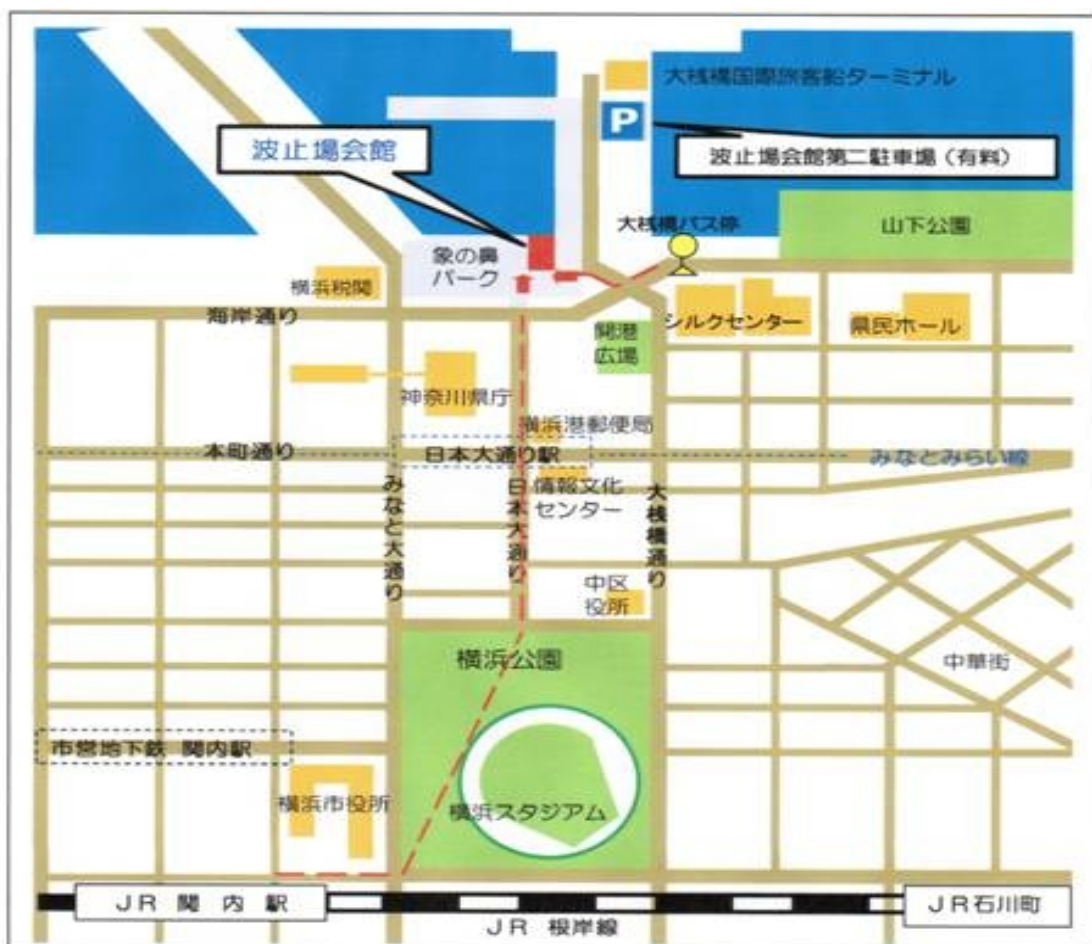 大桟橋国際旅客船ターミナル
P
波止場会館
波止場会館第二駐車場（有料）
大桟橋バス停
山下公園
象の鼻
パーク
横浜税関
海岸通り
シルクセンター
県民ホール
開港
広場
神奈川県庁
横浜港郵便局
本町通り
日本大通り駅
みなとみらい線
みなと大通り
日本大通り
情報文化
センター
大桟橋通り
中区
役所
横浜公園
中華街
市営地下鉄 関内駅
横浜市役所
横浜スタジアム
JR 関内駅
JR石川町
JR 根岸線